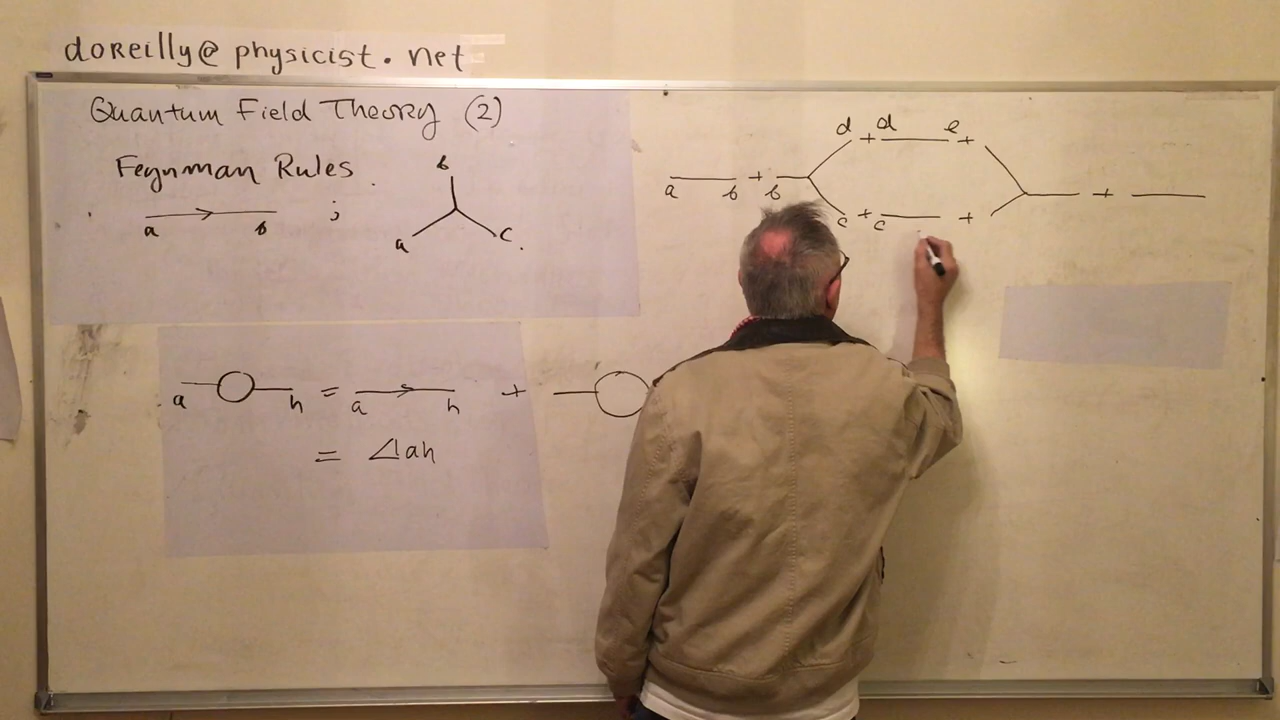 doreilly@physicist.net
Quantum Field Theory (2)
Feynman Rules.
a b ; a b c.
a b + b d + d e +
c + c +
+
a h = a h +
= Δah